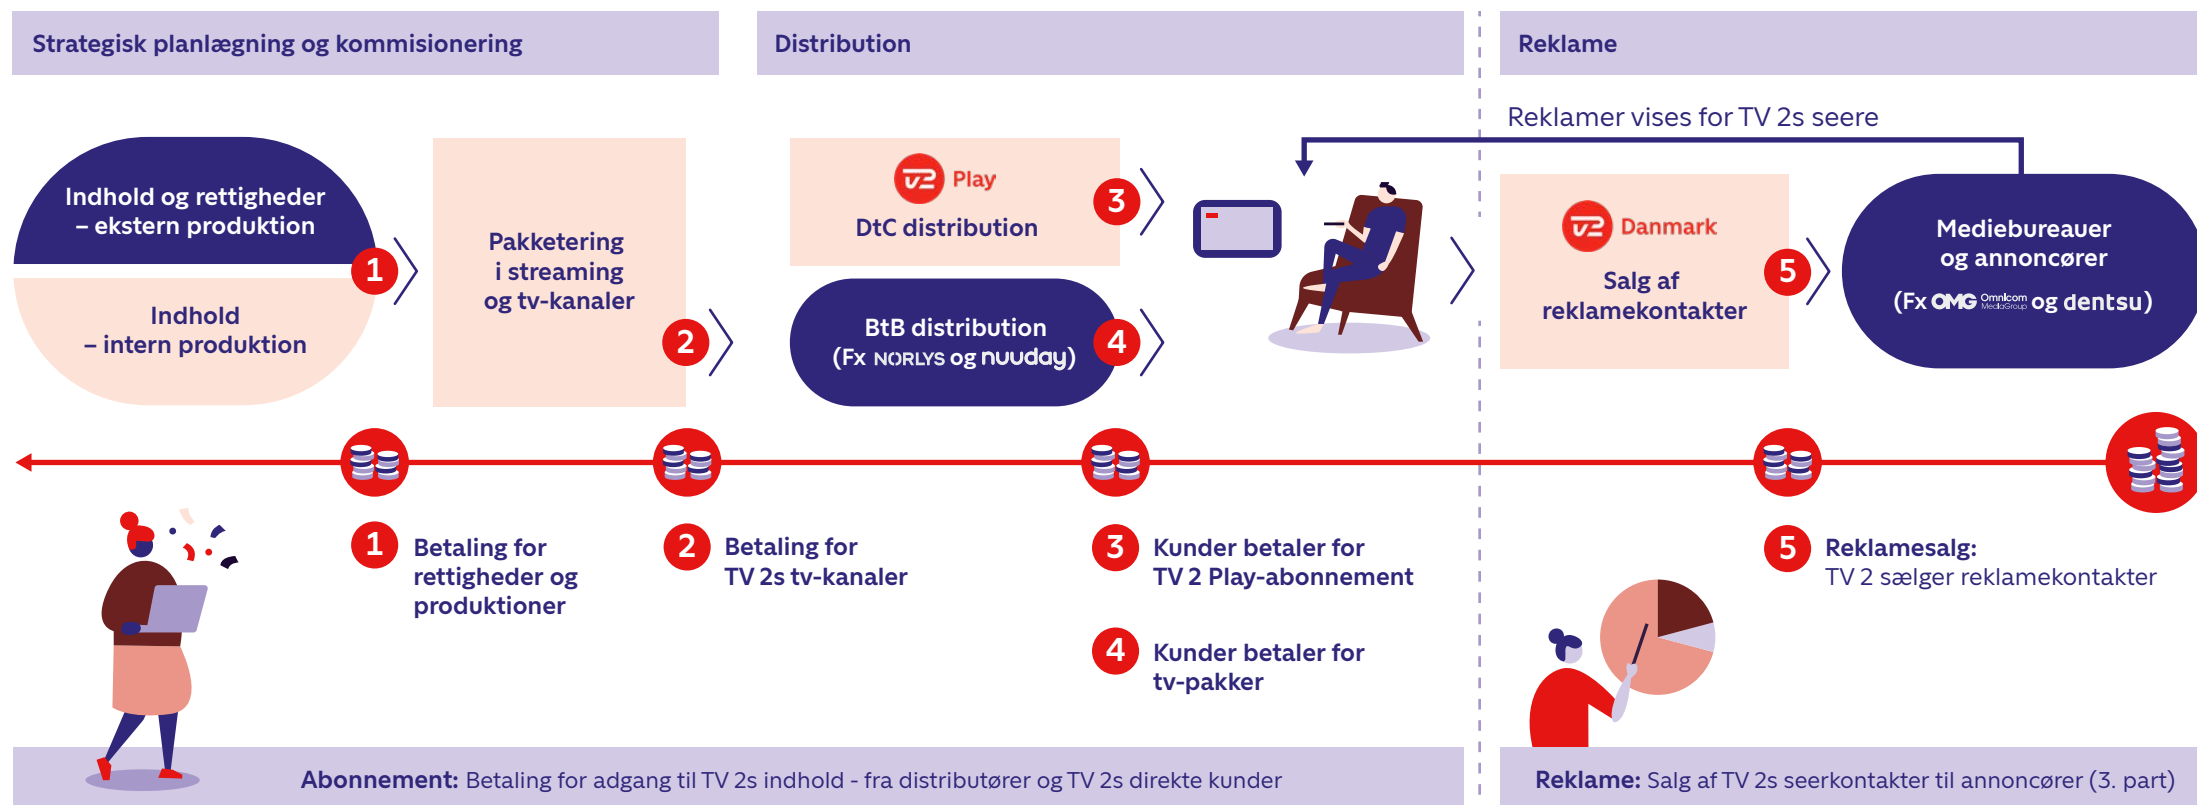 Strategisk planlægning og kommisionering
Distribution
Reklame
Reklamer vises for TV 2s seere
Indhold og rettigheder
– ekstern produktion
1
Indhold
– intern produktion
Pakketering
i streaming
og tv-kanaler
2
TV2 Play
DtC distribution
3
BtB distribution
(Fx NORLYS og nuuday)
4
TV2 Danmark
Salg af
reklamekontakter
5
Mediebureauer
og annoncører
(Fx OMG Omnicom MediaGroup og dentsu)
1 Betaling for
rettigheder og
produktioner
2 Betaling for
TV 2s tv-kanaler
3 Kunder betaler for
TV 2 Play-abonnement
4 Kunder betaler for
tv-pakker
5 Reklamesalg:
TV 2 sælger reklamekontakter
Abonnement: Betaling for adgang til TV 2s indhold - fra distributører og TV 2s direkte kunder
Reklame: Salg af TV 2s seerkontakter til annoncører (3. part)